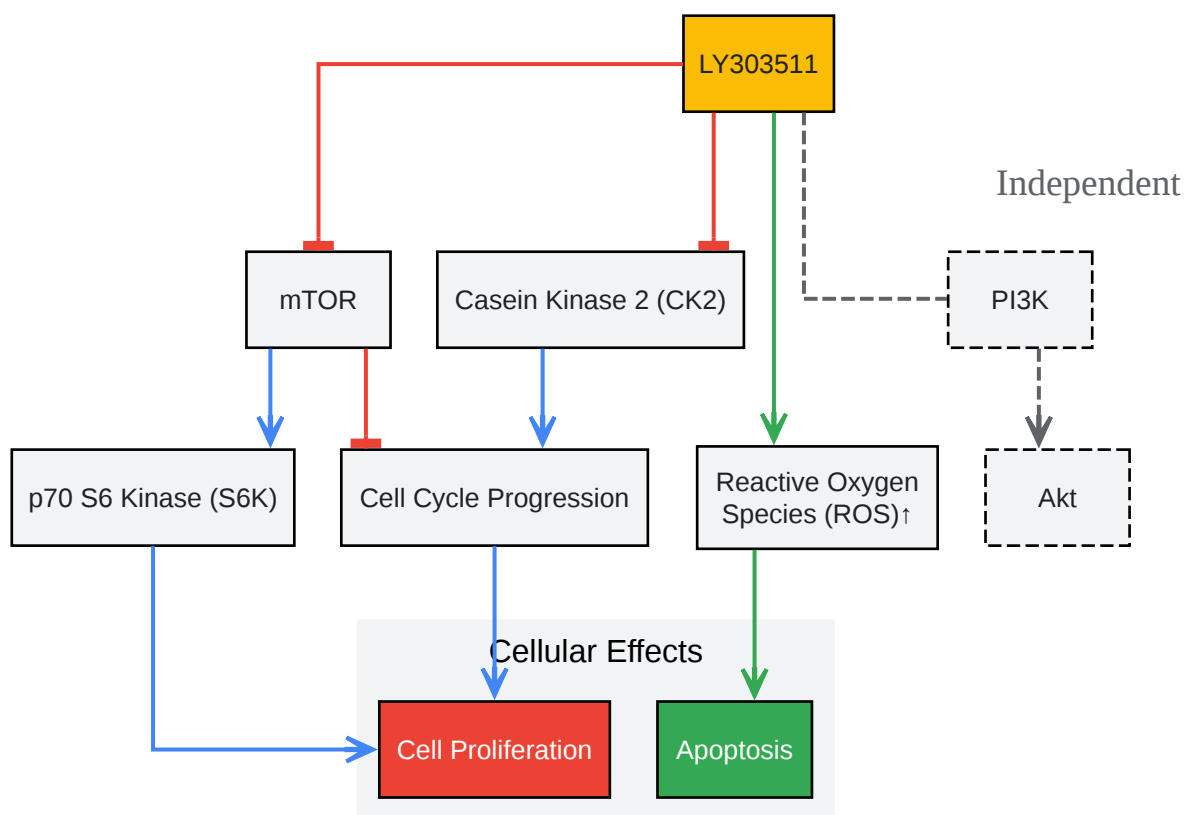 LY303511
Independent
mTOR
Casein Kinase 2 (CK2)
PI3K
p70 S6 Kinase (S6K)
Cell Cycle Progression
Reactive Oxygen
Species (ROS)↑
Akt
Cellular Effects
Cell Proliferation
Apoptosis